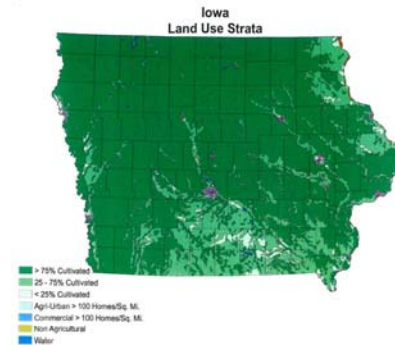 Iowa
Land Use Strata
> 75% Cultivated
25 - 75% Cultivated
< 25% Cultivated
Agri-Urban > 100 Homes/Sq. Mi.
Commercial > 100 Homes/Sq. Mi.
Non Agricultural
Water